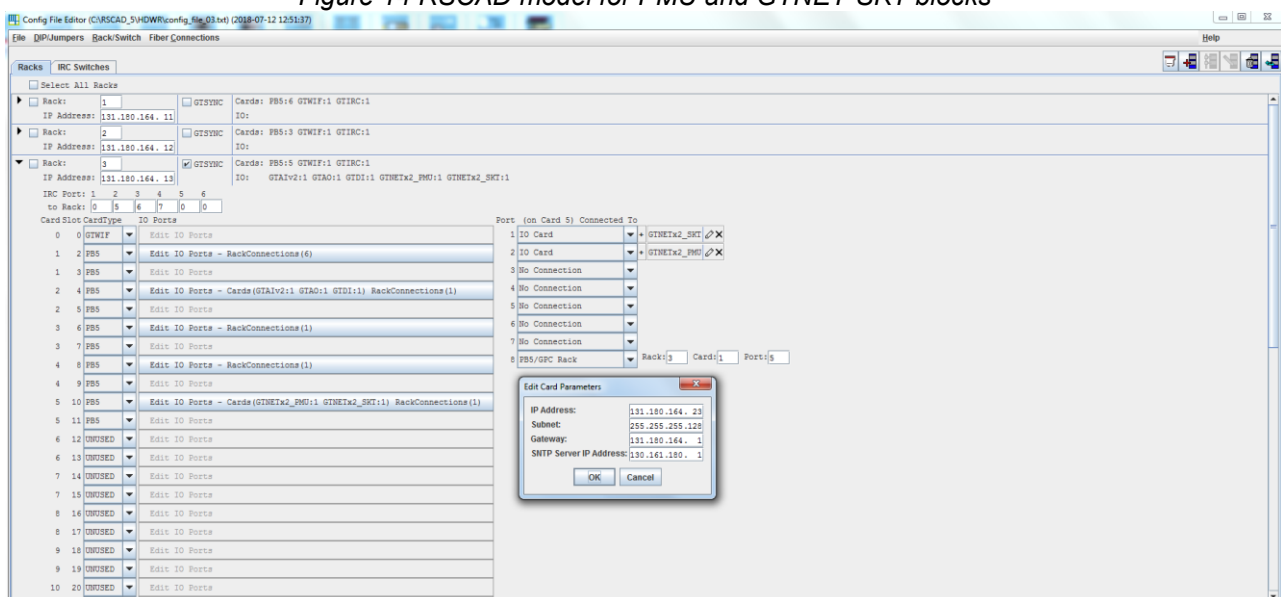 Figure 14 RSCAD model for PMU and GTNET-SKT blocks
Config File Editor (C:\RSCAD_5\HDWR\config_file_03.txt) (2018-07-12 12:51:37)
File DIP/Jumpers Rack/Switch Fiber Connections Help
Racks IRC Switches
Select All Racks
Rack: 1 GTSYNC Cards: PB5:6 GTWIF:1 GTIRC:1
IP Address: 131.180.164. 11 IO:
Rack: 2 GTSYNC Cards: PB5:3 GTWIF:1 GTIRC:1
IP Address: 131.180.164. 12 IO:
Rack: 3 GTSYNC Cards: PB5:5 GTWIF:1 GTIRC:1
IP Address: 131.180.164. 13 IO: GTAIv2:1 GTAO:1 GTDI:1 GTNETx2_PMU:1 GTNETx2_SKT:1
IRC Port: 1 2 3 4 5 6
to Rack: 0 5 6 7 0 0
Card Slot CardType IO Ports Port (on Card 5) Connected To
0 0 GTWIF Edit IO Ports 1 IO Card + GTNETx2_SKT
1 2 PB5 Edit IO Ports - RackConnections(6) 2 IO Card + GTNETx2_PMU
1 3 PB5 Edit IO Ports 3 No Connection
2 4 PB5 Edit IO Ports - Cards(GTAIv2:1 GTAO:1 GTDI:1) RackConnections(1) 4 No Connection
2 5 PB5 Edit IO Ports 5 No Connection
3 6 PB5 Edit IO Ports - RackConnections(1) 6 No Connection
3 7 PB5 Edit IO Ports 7 No Connection
4 8 PB5 Edit IO Ports - RackConnections(1) 8 PB5/GPC Rack Rack: 3 Card: 1 Port: 5
4 9 PB5 Edit IO Ports
5 10 PB5 Edit IO Ports - Cards(GTNETx2_PMU:1 GTNETx2_SKT:1) RackConnections(1)
5 11 PB5 Edit IO Ports
6 12 UNUSED Edit IO Ports
6 13 UNUSED Edit IO Ports
7 14 UNUSED Edit IO Ports
7 15 UNUSED Edit IO Ports
8 16 UNUSED Edit IO Ports
8 17 UNUSED Edit IO Ports
9 18 UNUSED Edit IO Ports
9 19 UNUSED Edit IO Ports
10 20 UNUSED Edit IO Ports
Edit Card Parameters
IP Address: 131.180.164. 23
Subnet: 255.255.255.128
Gateway: 131.180.164. 1
SNTP Server IP Address: 130.161.180. 1
OK Cancel